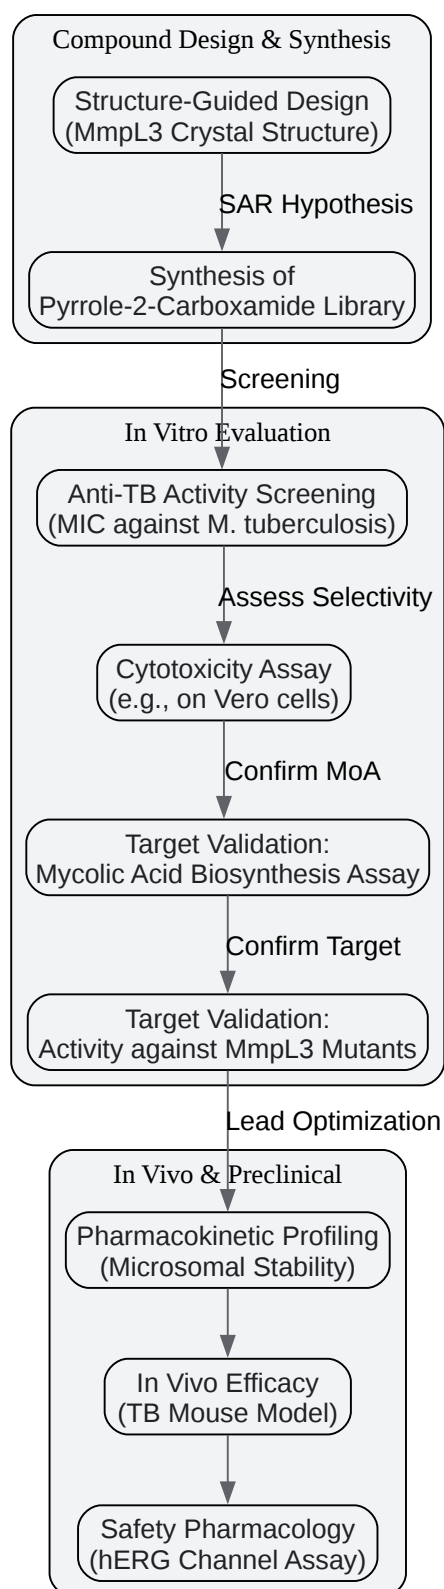 Compound Design & Synthesis
Structure-Guided Design
(MmpL3 Crystal Structure)
SAR Hypothesis
Synthesis of
Pyrrole-2-Carboxamide Library
Screening
In Vitro Evaluation
Anti-TB Activity Screening
(MIC against M. tuberculosis)
Assess Selectivity
Cytotoxicity Assay
(e.g., on Vero cells)
Confirm MoA
Target Validation:
Mycolic Acid Biosynthesis Assay
Confirm Target
Target Validation:
Activity against MmpL3 Mutants
Lead Optimization
In Vivo & Preclinical
Pharmacokinetic Profiling
(Microsomal Stability)
In Vivo Efficacy
(TB Mouse Model)
Safety Pharmacology
(hERG Channel Assay)